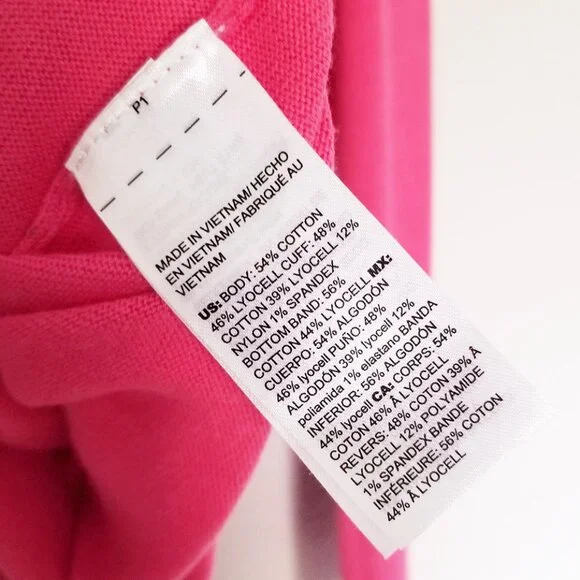 P1
MADE IN VIETNAM/ HECHO
EN VIETNAM/ FABRIQUÉ AU
VIETNAM
US: BODY: 54% COTTON
46% LYOCELL CUFF: 48%
COTTON 39% LYOCELL 12%
NYLON 1% SPANDEX
BOTTOM BAND: 56%
COTTON 44% LYOCELL MX:
CUERPO: 54% ALGODÓN
46% lyocell PUÑO: 48%
ALGODÓN 39% lyocell 12%
poliamida 1% elastano BANDA
INFERIOR: 56% ALGODÓN
44% lyocell CA: CORPS: 54%
COTON 46% À LYOCELL
REVERS: 48% COTON 39% À
LYOCELL 12% POLYAMIDE
1% SPANDEX BANDE
INFÉRIEURE: 56% COTON
44% À LYOCELL